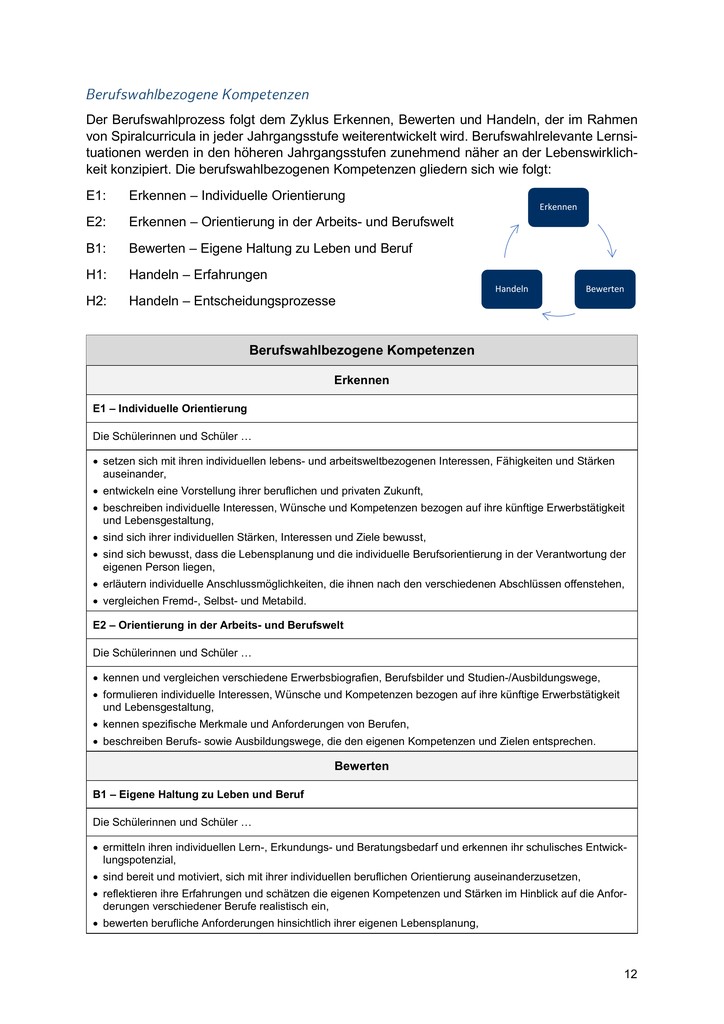 Berufswahlbezogene Kompetenzen
Der Berufswahlprozess folgt dem Zyklus Erkennen, Bewerten und Handeln, der im Rahmen
von Spiralcurricula in jeder Jahrgangsstufe weiterentwickelt wird. Berufswahlrelevante Lernsi-
tuationen werden in den höheren Jahrgangsstufen zunehmend näher an der Lebenswirklich-
keit konzipiert. Die berufswahlbezogenen Kompetenzen gliedern sich wie folgt:
E1: Erkennen – Individuelle Orientierung
E2: Erkennen – Orientierung in der Arbeits- und Berufswelt
B1: Bewerten – Eigene Haltung zu Leben und Beruf
H1: Handeln – Erfahrungen
H2: Handeln – Entscheidungsprozesse
Erkennen
Handeln
Bewerten
Berufswahlbezogene Kompetenzen
Erkennen
E1 – Individuelle Orientierung
Die Schülerinnen und Schüler …
• setzen sich mit ihren individuellen lebens- und arbeitsweltbezogenen Interessen, Fähigkeiten und Stärken
auseinander,
• entwickeln eine Vorstellung ihrer beruflichen und privaten Zukunft,
• beschreiben individuelle Interessen, Wünsche und Kompetenzen bezogen auf ihre künftige Erwerbstätigkeit
und Lebensgestaltung,
• sind sich ihrer individuellen Stärken, Interessen und Ziele bewusst,
• sind sich bewusst, dass die Lebensplanung und die individuelle Berufsorientierung in der Verantwortung der
eigenen Person liegen,
• erläutern individuelle Anschlussmöglichkeiten, die ihnen nach den verschiedenen Abschlüssen offenstehen,
• vergleichen Fremd-, Selbst- und Metabild.
E2 – Orientierung in der Arbeits- und Berufswelt
Die Schülerinnen und Schüler …
• kennen und vergleichen verschiedene Erwerbsbiografien, Berufsbilder und Studien-/Ausbildungswege,
• formulieren individuelle Interessen, Wünsche und Kompetenzen bezogen auf ihre künftige Erwerbstätigkeit
und Lebensgestaltung,
• kennen spezifische Merkmale und Anforderungen von Berufen,
• beschreiben Berufs- sowie Ausbildungswege, die den eigenen Kompetenzen und Zielen entsprechen.
Bewerten
B1 – Eigene Haltung zu Leben und Beruf
Die Schülerinnen und Schüler …
• ermitteln ihren individuellen Lern-, Erkundungs- und Beratungsbedarf und erkennen ihr schulisches Entwick-
lungspotenzial,
• sind bereit und motiviert, sich mit ihrer individuellen beruflichen Orientierung auseinanderzusetzen,
• reflektieren ihre Erfahrungen und schätzen die eigenen Kompetenzen und Stärken im Hinblick auf die Anfor-
derungen verschiedener Berufe realistisch ein,
• bewerten berufliche Anforderungen hinsichtlich ihrer eigenen Lebensplanung,
12